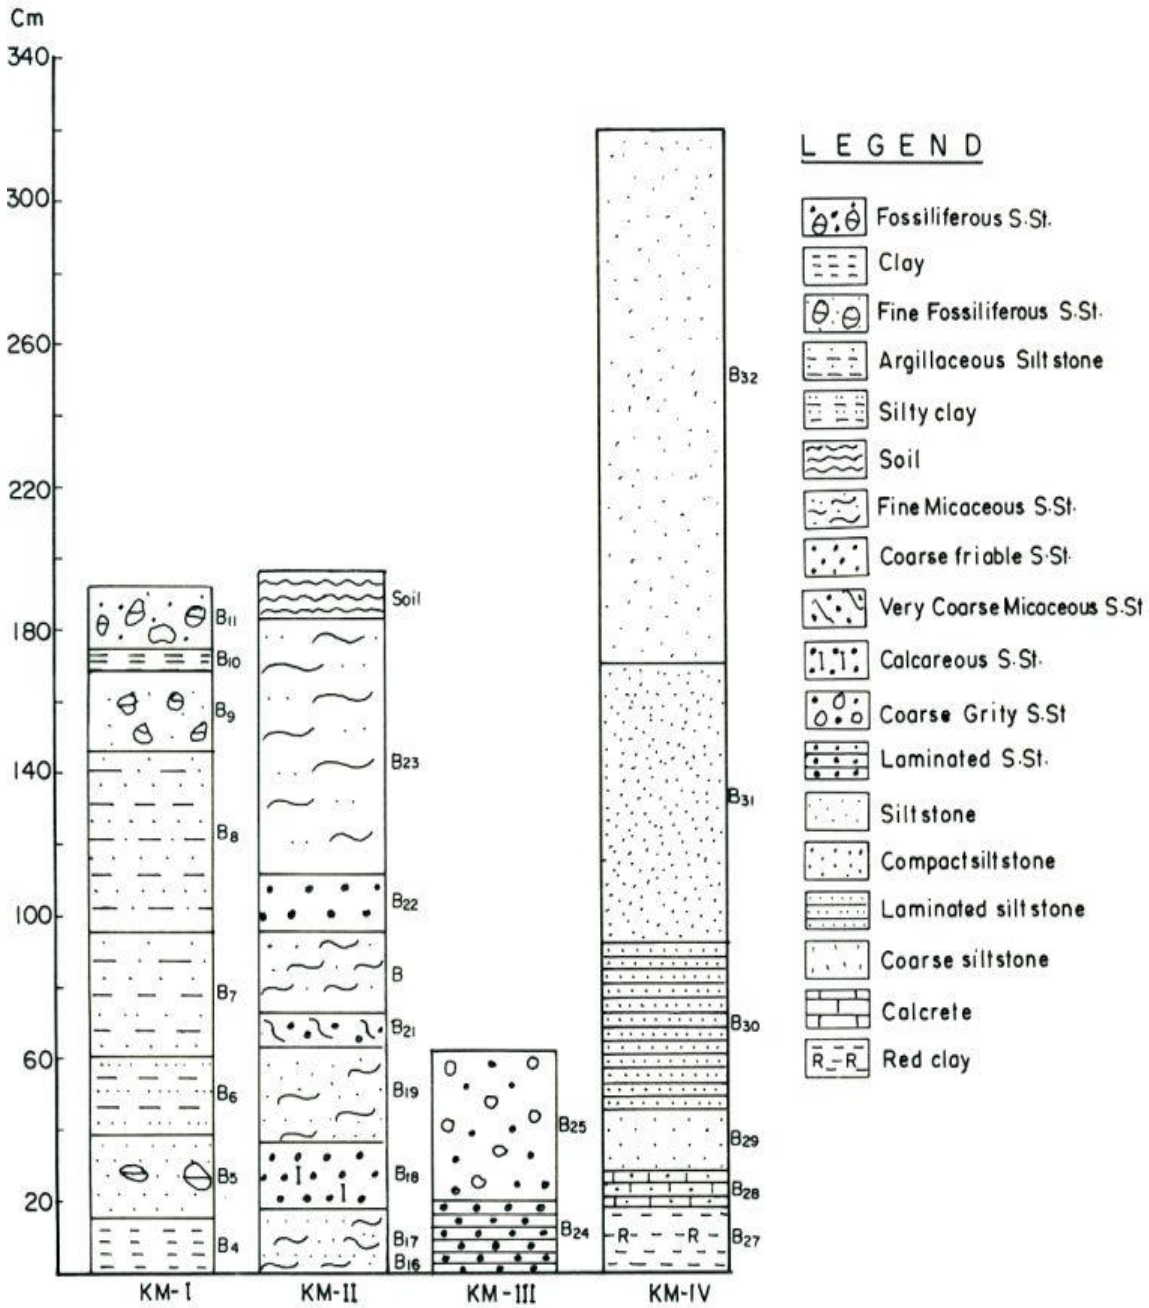 Cm
340
300
260
220
180
140
100
60
20
B11
B10
B9
B8
B7
B6
B5
B4
KM-I
Soil
B23
B22
B
B21
B19
B18
B17
B16
KM-II
B25
B24
KM-III
B32
B31
B30
B29
B28
B27
R R
KM-IV
LEGEND
Fossiliferous S.St.
Clay
Fine Fossiliferous S.St.
Argillaceous Siltstone
Silty clay
Soil
Fine Micaceous S.St.
Coarse friable S.St.
Very Coarse Micaceous S.St
Calcareous S.St.
Coarse Grity S.St
Laminated S.St.
Siltstone
Compact siltstone
Laminated siltstone
Coarse siltstone
Calcrete
R R Red clay